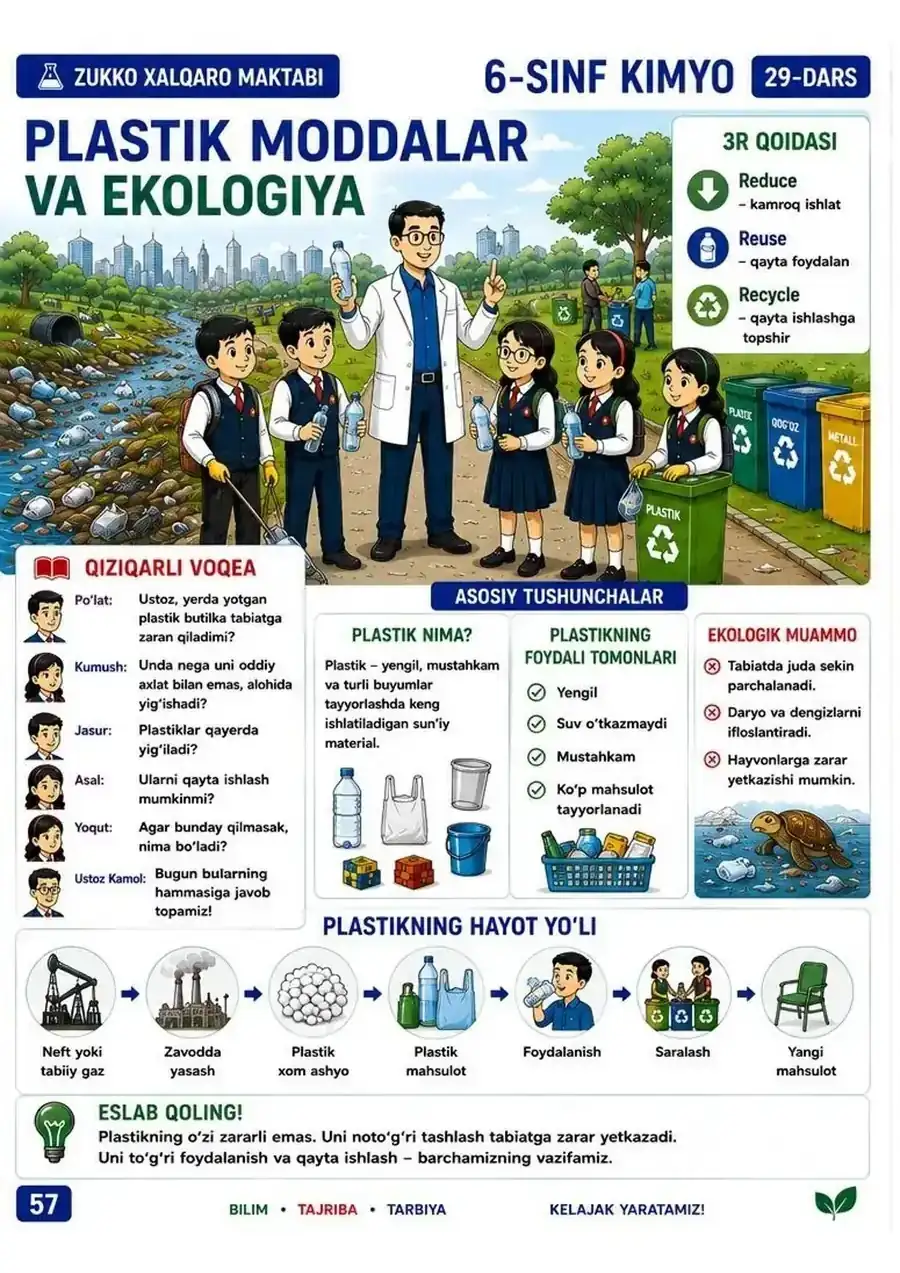 ZUKKO XALQARO MAKTABI
6-SINF KIMYO
29-DARS
PLASTIK MODDALAR
VA EKOLOGIYA
3R QOIDASI
Reduce
– kamroq ishlat
Reuse
– qayta foydalan
Recycle
– qayta ishlashga
topshir
PLASTIK
QOG'OZ
METALL
PLASTIK
QIZIQARLI VOQEA
Po'lat: Ustoz, yerda yotgan
plastik butilka tabiatga
zaran qiladimi?
Kumush: Unda nega uni oddiy
axlat bilan emas, alohida
yig'ishadi?
Jasur: Plastiklar qayerda
yig'iladi?
Asal: Ularni qayta ishlash
mumkinmi?
Yoqut: Agar bunday qilmasak,
nima bo'ladi?
Ustoz Kamol: Bugun bularning
hammasiga javob
topamiz!
ASOSIY TUSHUNCHALAR
PLASTIK NIMA?
Plastik – yengil, mustahkam
va turli buyumlar
tayyorlashda keng
ishlatiladigan sun'iy
material.
PLASTIKNING
FOYDALI TOMONLARI
Yengil
Suv o'tkazmaydi
Mustahkam
Ko'p mahsulot
tayyorlanadi
EKOLOGIK MUAMMO
Tabiatda juda sekin
parchalanadi.
Daryo va dengizlarni
ifloslantiradi.
Hayvonlarga zarar
yetkazishi mumkin.
PLASTIKNING HAYOT YO'LI
Neft yoki
tabiiy gaz
Zavodda
yasash
Plastik
xom ashyo
Plastik
mahsulot
Foydalanish
Saralash
Yangi
mahsulot
ESLAB QOLING!
Plastikning o'zi zararli emas. Uni noto'g'ri tashlash tabiatga zarar yetkazadi.
Uni to'g'ri foydalanish va qayta ishlash – barchamizning vazifamiz.
57
BILIM • TAJRIBA • TARBIYA
KELAJAK YARATAMIZ!